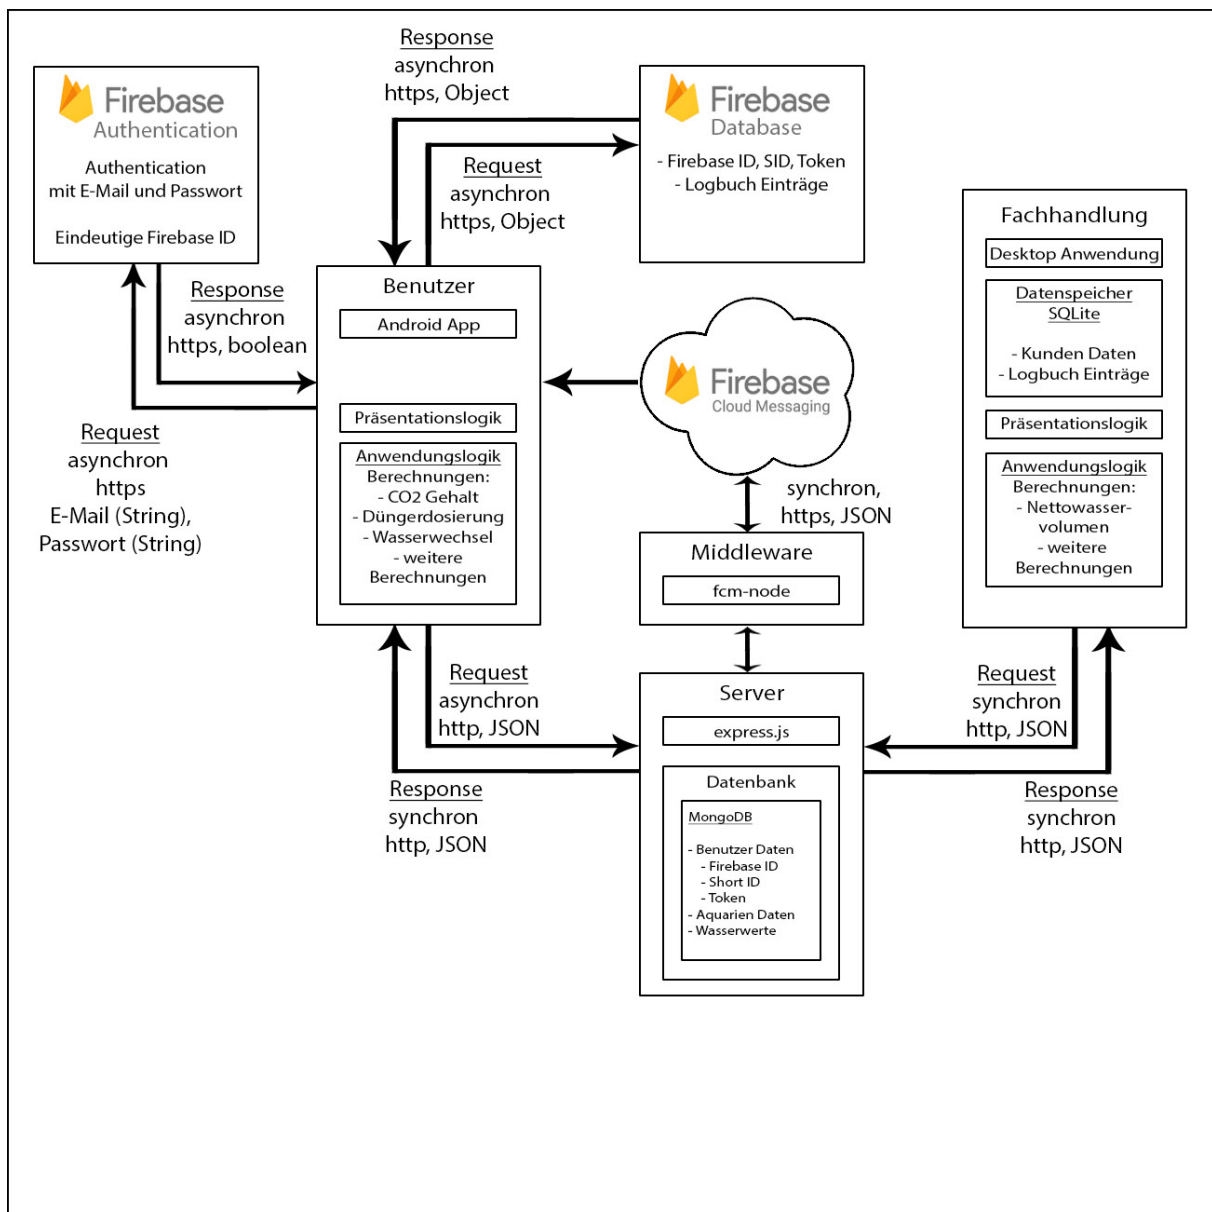 Response
asynchron
https, Object
Firebase
Authentication
Authentication
mit E-Mail und Passwort
Eindeutige Firebase ID
Firebase
Database
- Firebase ID, SID, Token
- Logbuch Einträge
Request
asynchron
https, Object
Response
asynchron
https, boolean
Request
asynchron
https
E-Mail (String),
Passwort (String)
Benutzer
Android App
Präsentationslogik
Anwendungslogik
Berechnungen:
- CO2 Gehalt
- Düngerdosierung
- Wasserwechsel
- weitere
Berechnungen
Firebase
Cloud Messaging
synchron,
https, JSON
Middleware
fcm-node
Fachhandlung
Desktop Anwendung
Datenspeicher
SQLite
- Kunden Daten
- Logbuch Einträge
Präsentationslogik
Anwendungslogik
Berechnungen:
- Nettowasser-
volumen
- weitere
Berechnungen
Request
asynchron
http, JSON
Response
synchron
http, JSON
Server
express.js
Datenbank
MongoDB
- Benutzer Daten
- Firebase ID
- Short ID
- Token
- Aquarien Daten
- Wasserwerte
Request
synchron
http, JSON
Response
synchron
http, JSON